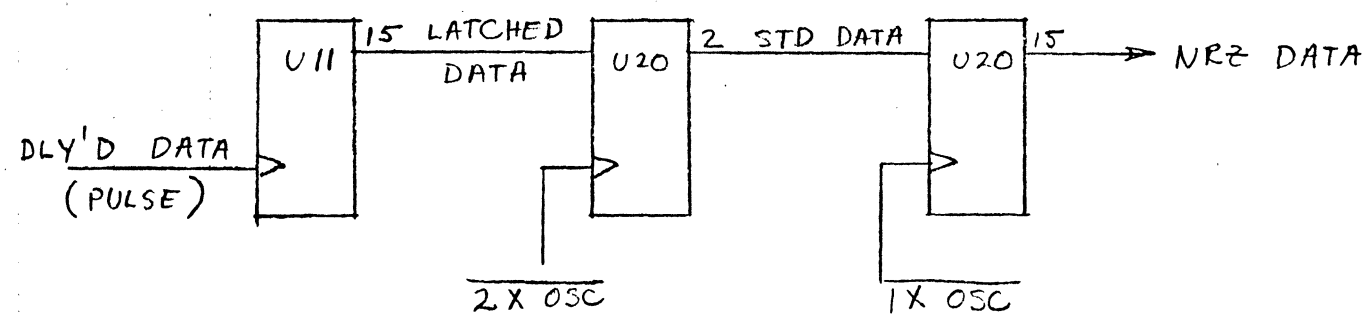 15 LATCHED
DATA
U11
2 STD DATA
U20
15
U20
NRZ DATA
DLY'D DATA
(PULSE)
2X OSC
1X OSC